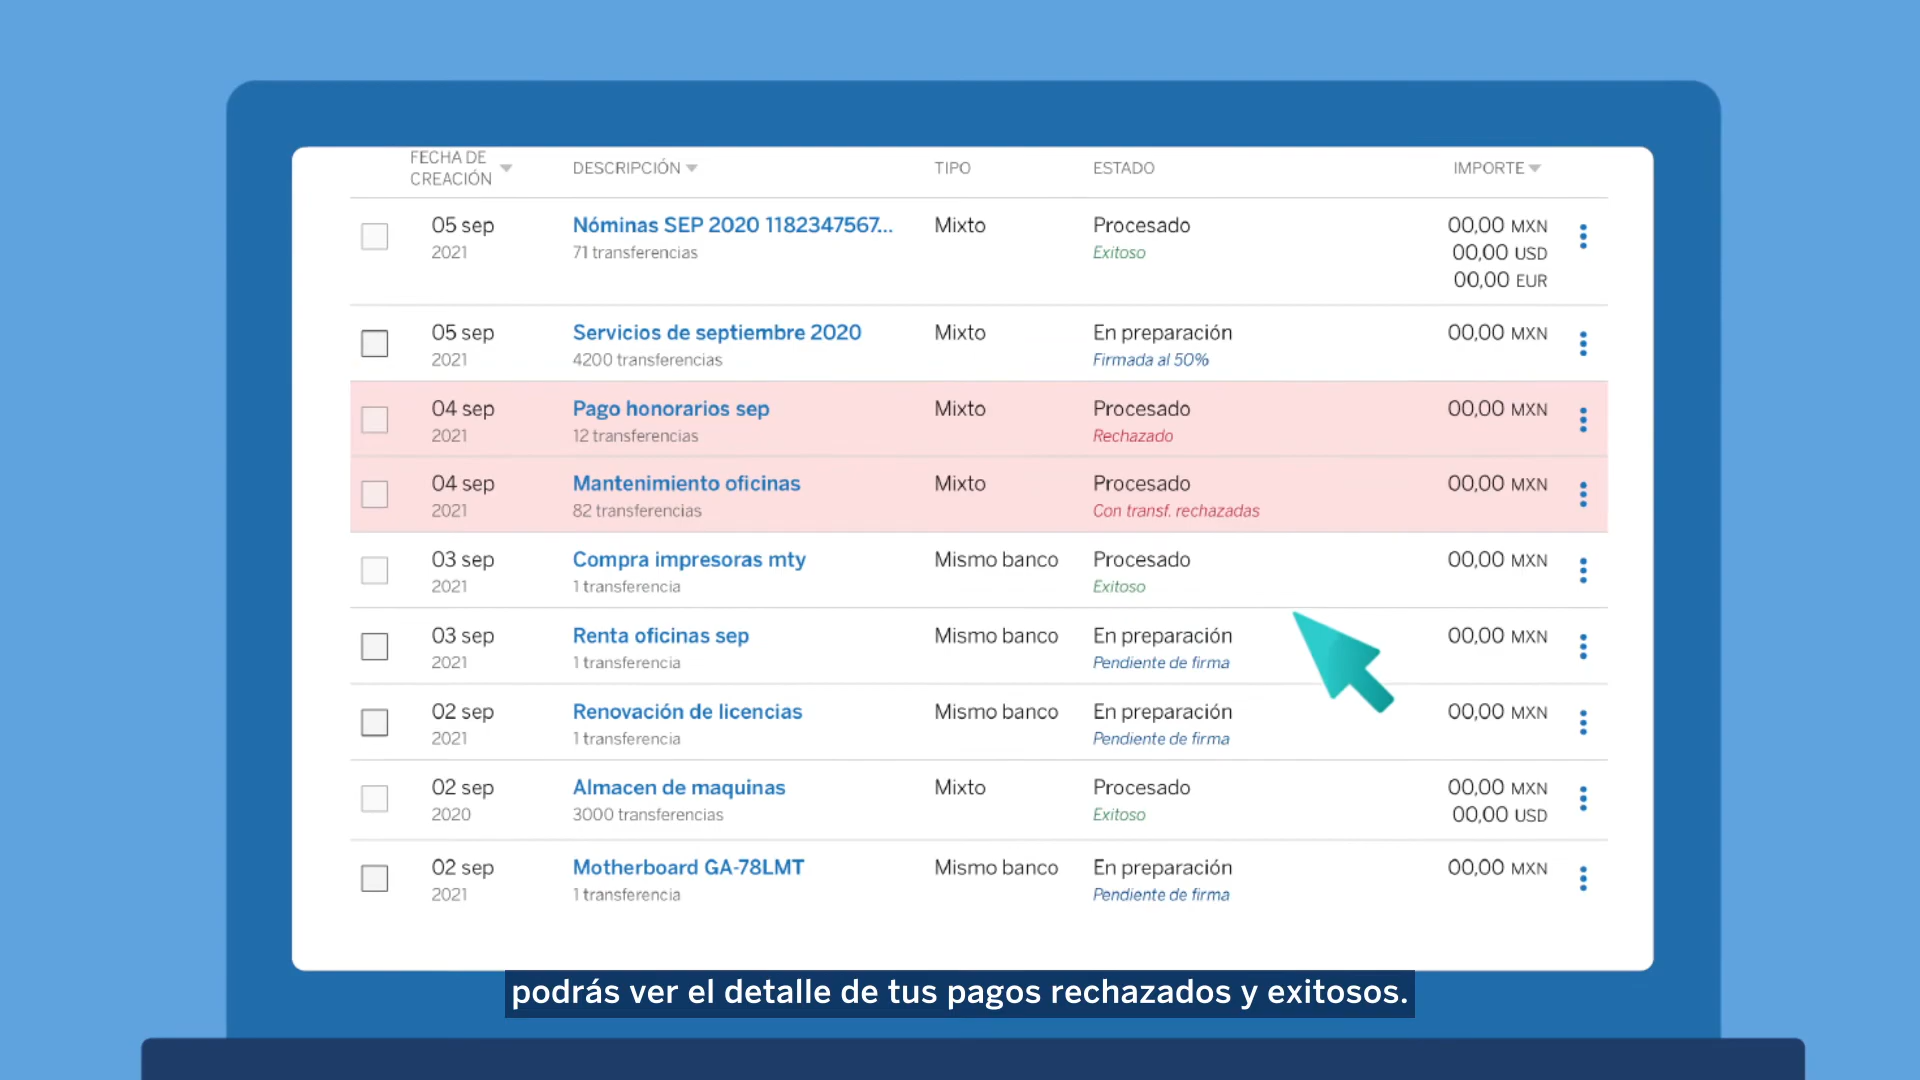 FECHA DE
CREACIÓN
DESCRIPCIÓN
TIPO
ESTADO
IMPORTE
05 sep
2021
Nóminas SEP 2020 1182347567...
71 transferencias
Mixto
Procesado
Exitoso
00,00 MXN
00,00 USD
00,00 EUR
05 sep
2021
Servicios de septiembre 2020
4200 transferencias
Mixto
En preparación
Firmada al 50%
00,00 MXN
04 sep
2021
Pago honorarios sep
12 transferencias
Mixto
Procesado
Rechazado
00,00 MXN
04 sep
2021
Mantenimiento oficinas
82 transferencias
Mixto
Procesado
Con transf. rechazadas
00,00 MXN
03 sep
2021
Compra impresoras mty
1 transferencia
Mismo banco
Procesado
Exitoso
00,00 MXN
03 sep
2021
Renta oficinas sep
1 transferencia
Mismo banco
En preparación
Pendiente de firma
00,00 MXN
02 sep
2021
Renovación de licencias
1 transferencia
Mismo banco
En preparación
Pendiente de firma
00,00 MXN
02 sep
2020
Almacen de maquinas
3000 transferencias
Mixto
Procesado
Exitoso
00,00 MXN
00,00 USD
02 sep
2021
Motherboard GA-78LMT
1 transferencia
Mismo banco
En preparación
Pendiente de firma
00,00 MXN
podrás ver el detalle de tus pagos rechazados y exitosos.